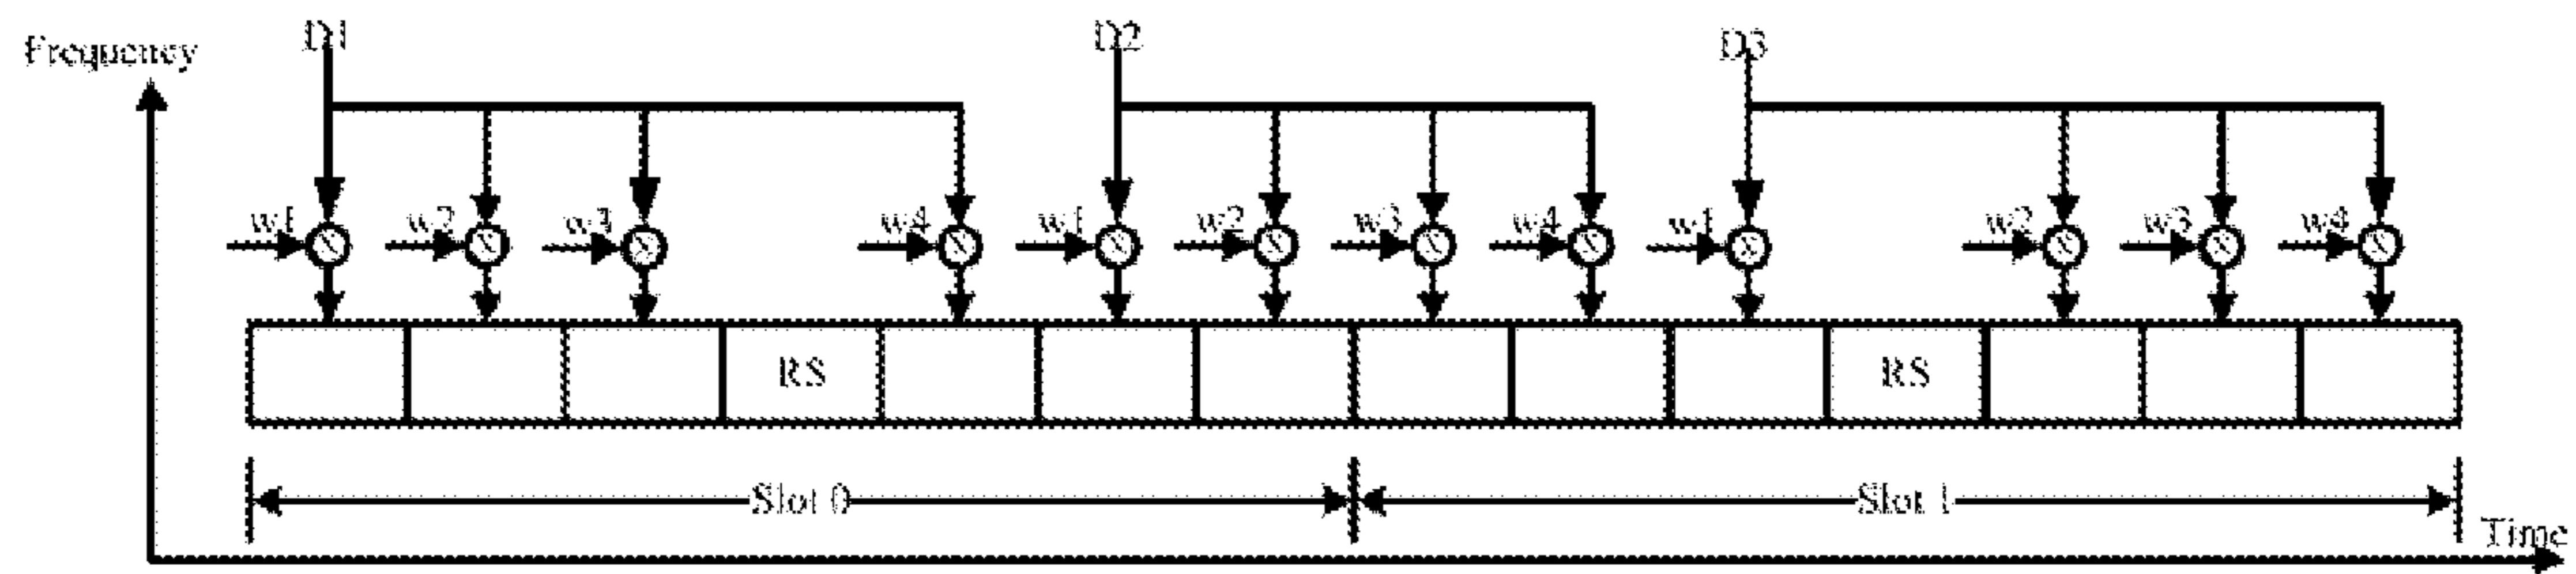 Frequency D1 D2 D3
w1 w2 w3 w4 w1 w2 w3 w4 w1 w2 w3 w4
RS RS
Slot 0 Slot 1
Time